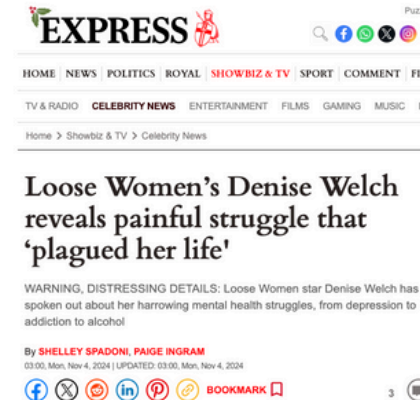 Puz
EXPRESS
HOME NEWS POLITICS ROYAL SHOWBIZ & TV SPORT COMMENT FI
TV & RADIO CELEBRITY NEWS ENTERTAINMENT FILMS GAMING MUSIC
Home > Showbiz & TV > Celebrity News
Loose Women's Denise Welch
reveals painful struggle that
‘plagued her life'
WARNING, DISTRESSING DETAILS: Loose Women star Denise Welch has
spoken out about her harrowing mental health struggles, from depression to
addiction to alcohol
By SHELLEY SPADONI, PAIGE INGRAM
03:00, Mon, Nov 4, 2024 | UPDATED: 03:00, Mon, Nov 4, 2024
BOOKMARK 3